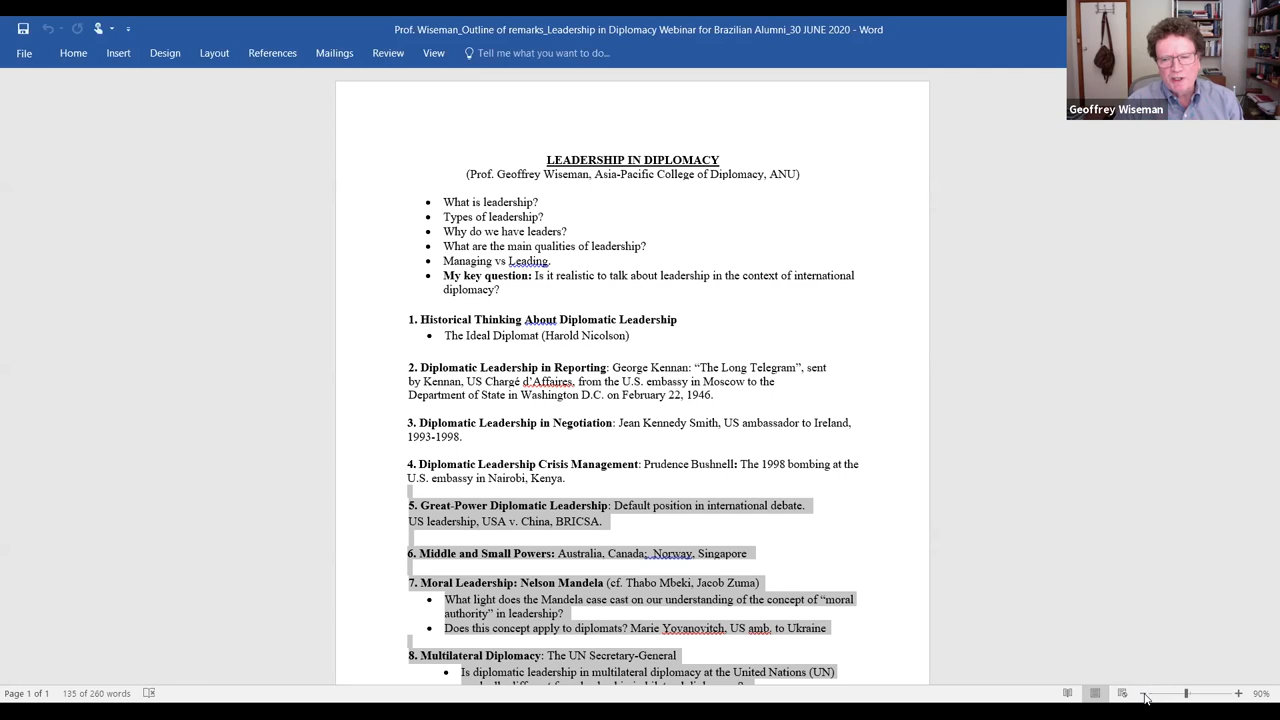 Prof. Wiseman_Outline of remarks_Leadership in Diplomacy Webinar for Brazilian Alumni_30 JUNE 2020 - Word
File Home Insert Design Layout References Mailings Review View Tell me what you want to do...
Geoffrey Wiseman
LEADERSHIP IN DIPLOMACY
(Prof. Geoffrey Wiseman, Asia-Pacific College of Diplomacy, ANU)
• What is leadership?
• Types of leadership?
• Why do we have leaders?
• What are the main qualities of leadership?
• Managing vs Leading.
• My key question: Is it realistic to talk about leadership in the context of international
diplomacy?
1. Historical Thinking About Diplomatic Leadership
• The Ideal Diplomat (Harold Nicolson)
2. Diplomatic Leadership in Reporting: George Kennan: “The Long Telegram”, sent
by Kennan, US Chargé d’Affaires, from the U.S. embassy in Moscow to the
Department of State in Washington D.C. on February 22, 1946.
3. Diplomatic Leadership in Negotiation: Jean Kennedy Smith, US ambassador to Ireland,
1993-1998.
4. Diplomatic Leadership Crisis Management: Prudence Bushnell: The 1998 bombing at the
U.S. embassy in Nairobi, Kenya.
5. Great-Power Diplomatic Leadership: Default position in international debate.
US leadership, USA v. China, BRICSA.
6. Middle and Small Powers: Australia, Canada;. Norway, Singapore
7. Moral Leadership: Nelson Mandela (cf. Thabo Mbeki, Jacob Zuma)
• What light does the Mandela case cast on our understanding of the concept of “moral
authority” in leadership?
• Does this concept apply to diplomats? Marie Yovanovitch, US amb. to Ukraine
8. Multilateral Diplomacy: The UN Secretary-General
• Is diplomatic leadership in multilateral diplomacy at the United Nations (UN)
Page 1 of 1 135 of 260 words 90%